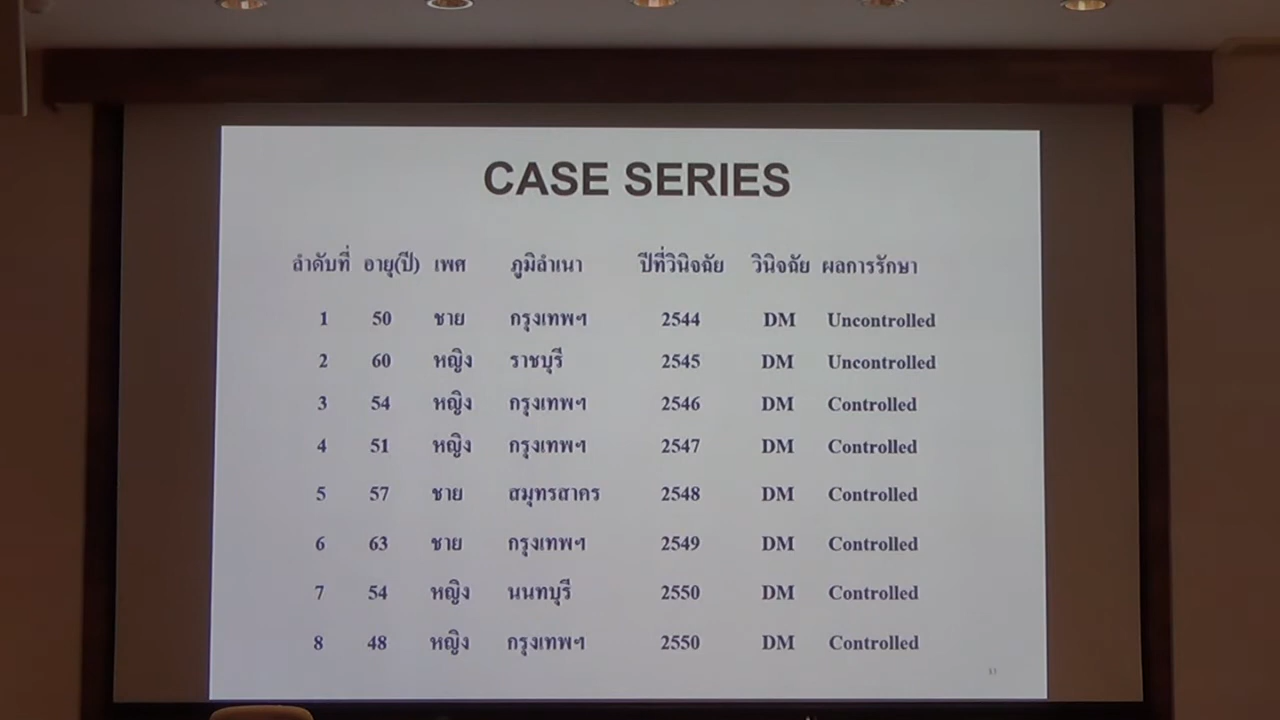 CASE SERIES
ลำดับที่ อายุ(ปี) เพศ ภูมิลำเนา ปีที่วินิจฉัย วินิจฉัย ผลการรักษา
1 50 ชาย กรุงเทพฯ 2544 DM Uncontrolled
2 60 หญิง ราชบุรี 2545 DM Uncontrolled
3 54 หญิง กรุงเทพฯ 2546 DM Controlled
4 51 หญิง กรุงเทพฯ 2547 DM Controlled
5 57 ชาย สมุทรสาคร 2548 DM Controlled
6 63 ชาย กรุงเทพฯ 2549 DM Controlled
7 54 หญิง นนทบุรี 2550 DM Controlled
8 48 หญิง กรุงเทพฯ 2550 DM Controlled